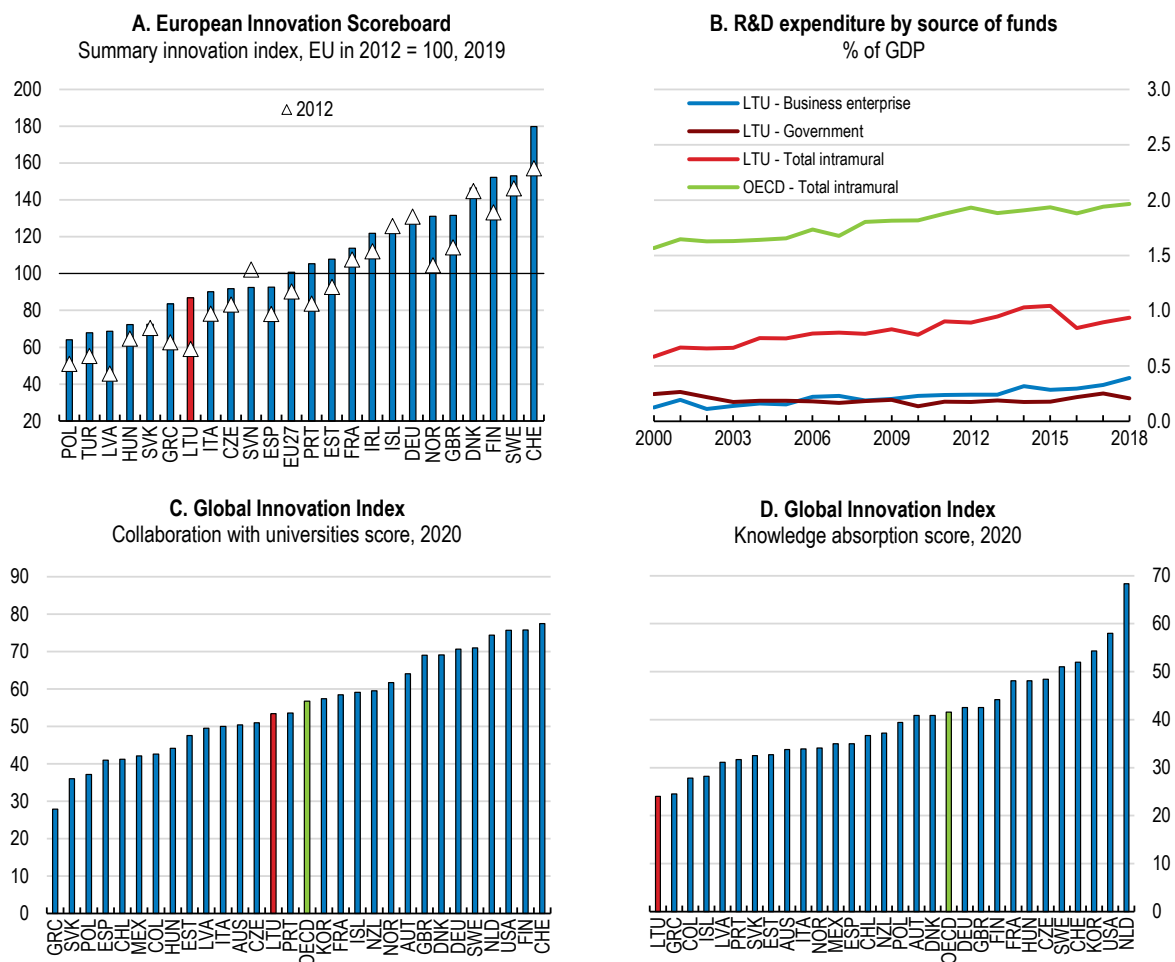 A. European Innovation Scoreboard
Summary innovation index, EU in 2012 = 100, 2019
200
180
160
140
120
100
80
60
40
20
2012
POL TUR LVA HUN SVK GRC LTU ITA CZE SVN ESP EU27 PRT EST FRA IRL ISL DEU NOR GBR DNK FIN SWE CHE
B. R&D expenditure by source of funds
% of GDP
LTU - Business enterprise
LTU - Government
LTU - Total intramural
OECD - Total intramural
3.0
2.5
2.0
1.5
1.0
0.5
0.0
2000 2003 2006 2009 2012 2015 2018
C. Global Innovation Index
Collaboration with universities score, 2020
90
80
70
60
50
40
30
20
10
0
GRC SVK POL ESP CHL MEX COL HUN EST LVA ITA AUS CZE LTU PRT OECD KOR FRA ISL NZL NOR AUT GBR DNK DEU SWE NLD USA FIN CHE
D. Global Innovation Index
Knowledge absorption score, 2020
70
60
50
40
30
20
10
0
LTU GRC COL ISL LVA PRT SVK EST AUS ITA NOR MEX ESP CHL NZL POL AUT DNK OECD DEU GBR FIN FRA HUN CZE SWE CHE KOR USA NLD